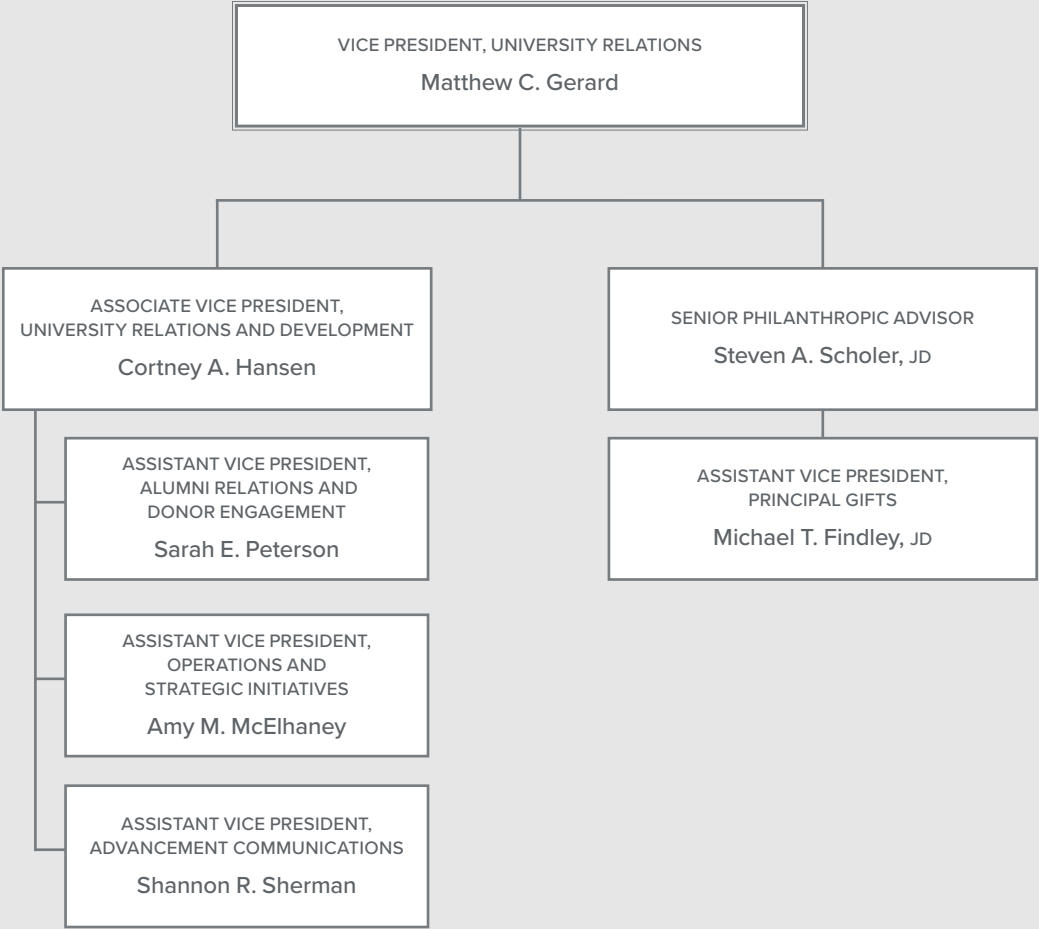 VICE PRESIDENT, UNIVERSITY RELATIONS
Matthew C. Gerard
ASSOCIATE VICE PRESIDENT,
UNIVERSITY RELATIONS AND DEVELOPMENT
Cortney A. Hansen
ASSISTANT VICE PRESIDENT,
ALUMNI RELATIONS AND
DONOR ENGAGEMENT
Sarah E. Peterson
ASSISTANT VICE PRESIDENT,
OPERATIONS AND
STRATEGIC INITIATIVES
Amy M. McElhaney
ASSISTANT VICE PRESIDENT,
ADVANCEMENT COMMUNICATIONS
Shannon R. Sherman
SENIOR PHILANTHROPIC ADVISOR
Steven A. Scholer, JD
ASSISTANT VICE PRESIDENT,
PRINCIPAL GIFTS
Michael T. Findley, JD